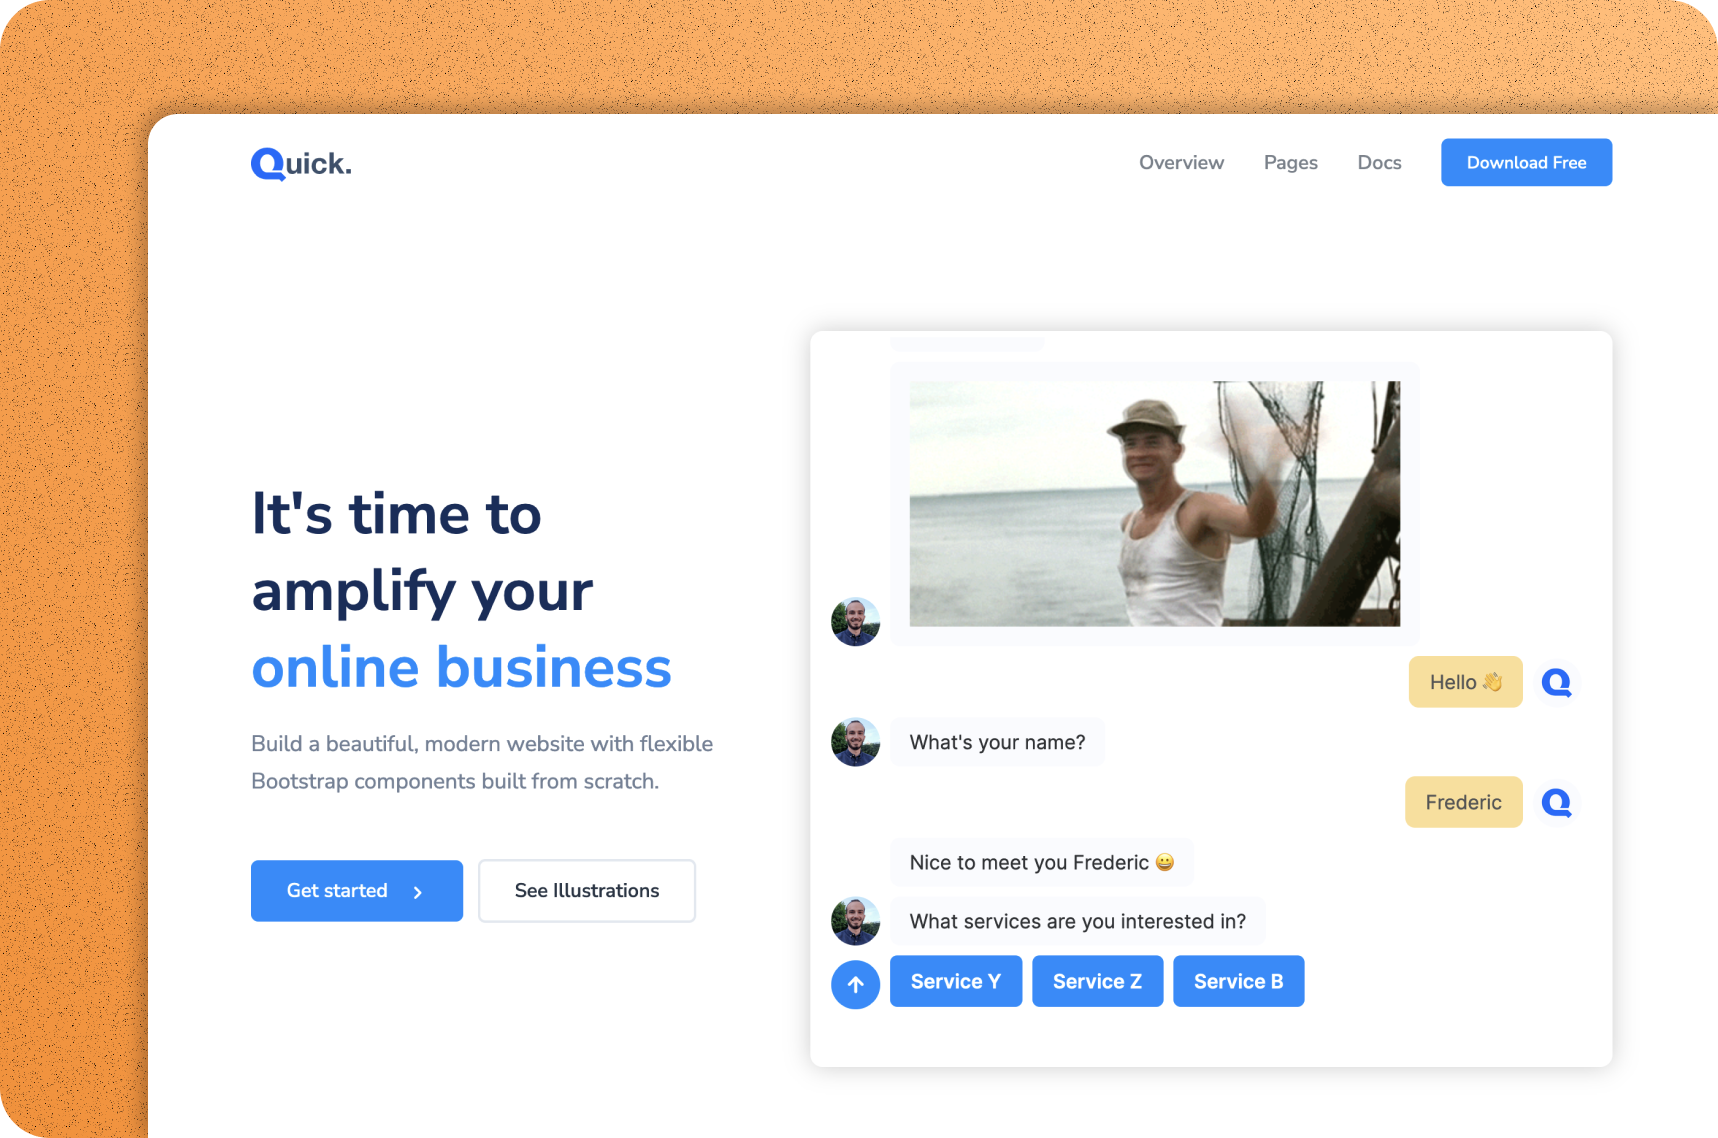 Quick.
Overview
Pages
Docs
Download Free
It's time to
amplify your
online business
Build a beautiful, modern website with flexible
Bootstrap components built from scratch.
Get started
See Illustrations
Hello 👋
What's your name?
Frederic
Nice to meet you Frederic 😀
What services are you interested in?
Service Y
Service Z
Service B